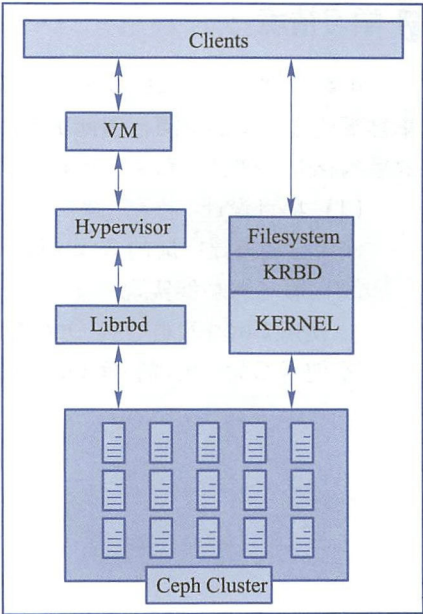 Clients
VM
Hypervisor
Librbd
Filesystem
KRBD
KERNEL
Ceph Cluster